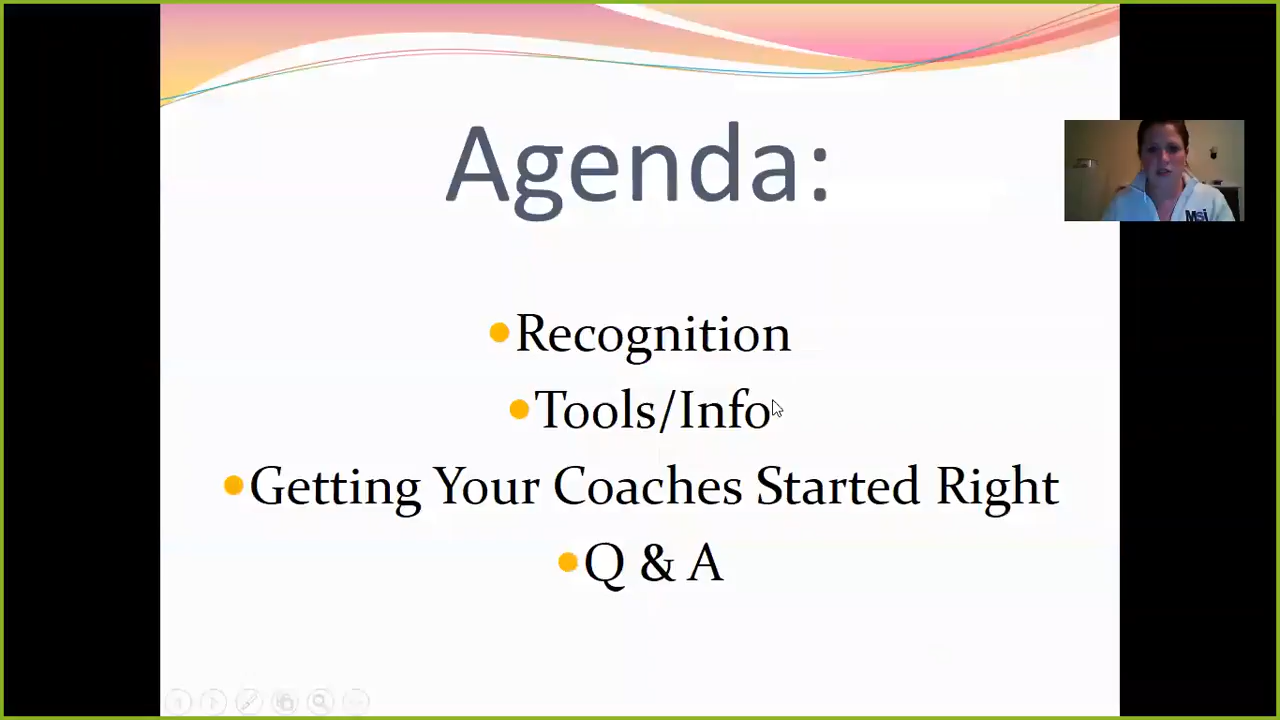 Agenda:
Recognition
Tools/Info
Getting Your Coaches Started Right
Q & A